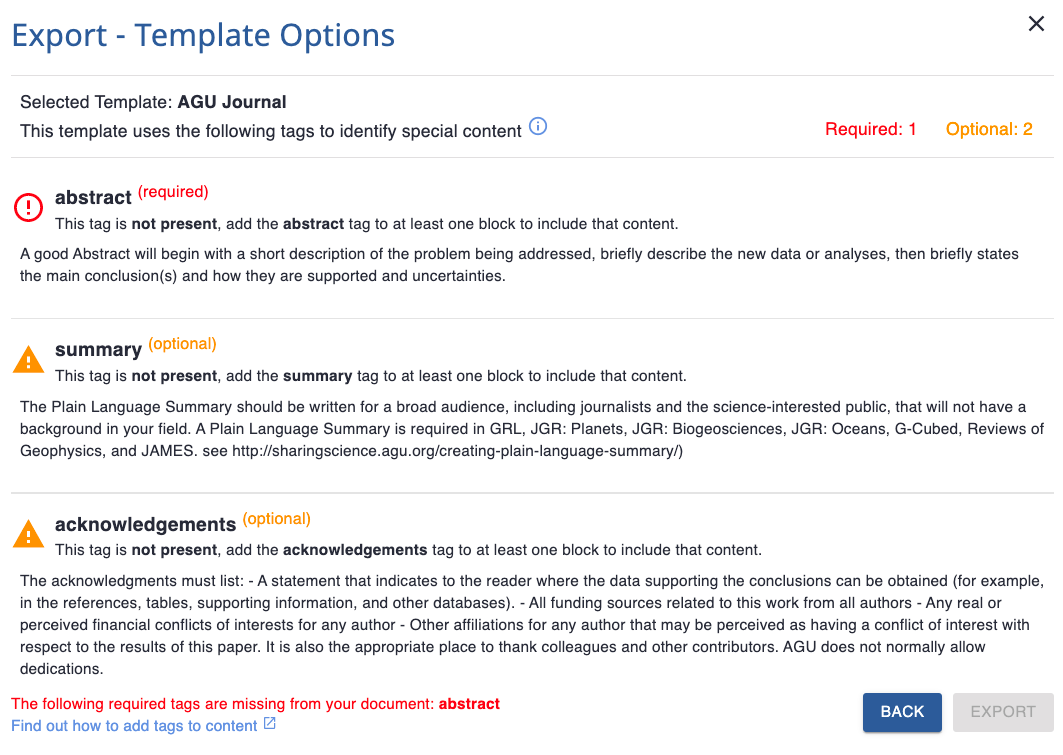 Export - Template Options
Selected Template: AGU Journal
This template uses the following tags to identify special content
Required: 1 Optional: 2
abstract (required)
This tag is not present, add the abstract tag to at least one block to include that content.
A good Abstract will begin with a short description of the problem being addressed, briefly describe the new data or analyses, then briefly states
the main conclusion(s) and how they are supported and uncertainties.
summary (optional)
This tag is not present, add the summary tag to at least one block to include that content.
The Plain Language Summary should be written for a broad audience, including journalists and the science-interested public, that will not have a
background in your field. A Plain Language Summary is required in GRL, JGR: Planets, JGR: Biogeosciences, JGR: Oceans, G-Cubed, Reviews of
Geophysics, and JAMES. see http://sharingscience.agu.org/creating-plain-language-summary/)
acknowledgements (optional)
This tag is not present, add the acknowledgements tag to at least one block to include that content.
The acknowledgments must list: - A statement that indicates to the reader where the data supporting the conclusions can be obtained (for example,
in the references, tables, supporting information, and other databases). - All funding sources related to this work from all authors - Any real or
perceived financial conflicts of interests for any author - Other affiliations for any author that may be perceived as having a conflict of interest with
respect to the results of this paper. It is also the appropriate place to thank colleagues and other contributors. AGU does not normally allow
dedications.
The following required tags are missing from your document: abstract
Find out how to add tags to content
BACK
EXPORT